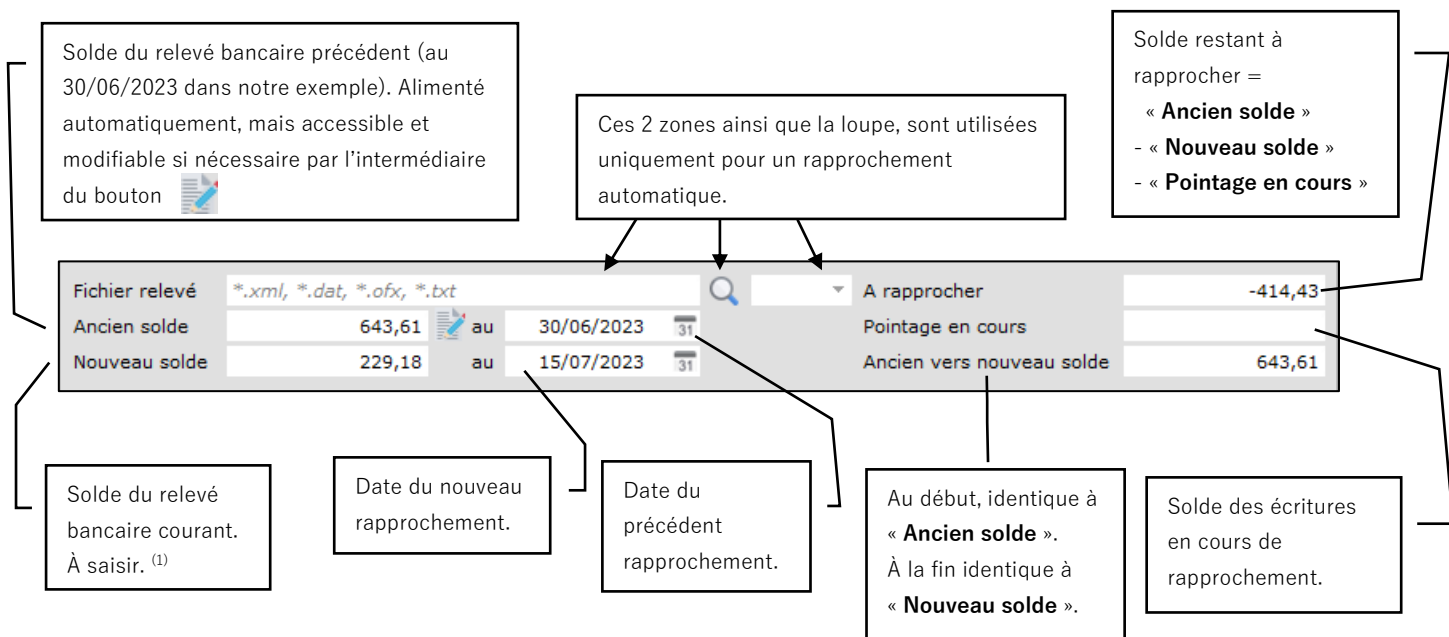 Solde du relevé bancaire précédent (au
30/06/2023 dans notre exemple). Alimenté
automatiquement, mais accessible et
modifiable si nécessaire par l'intermédiaire
du bouton
Ces 2 zones ainsi que la loupe, sont utilisées
uniquement pour un rapprochement
automatique.
Solde restant à
rapprocher =
« Ancien solde »
- « Nouveau solde »
- « Pointage en cours »
Fichier relevé *.xml, *.dat, *.ofx, *.txt A rapprocher -414,43
Ancien solde 643,61 au 30/06/2023 31 Pointage en cours
Nouveau solde 229,18 au 15/07/2023 31 Ancien vers nouveau solde 643,61
Solde du relevé
bancaire courant.
À saisir. (1)
Date du nouveau
rapprochement.
Date du
précédent
rapprochement.
Au début, identique à
« Ancien solde ».
À la fin identique à
« Nouveau solde ».
Solde des écritures
en cours de
rapprochement.